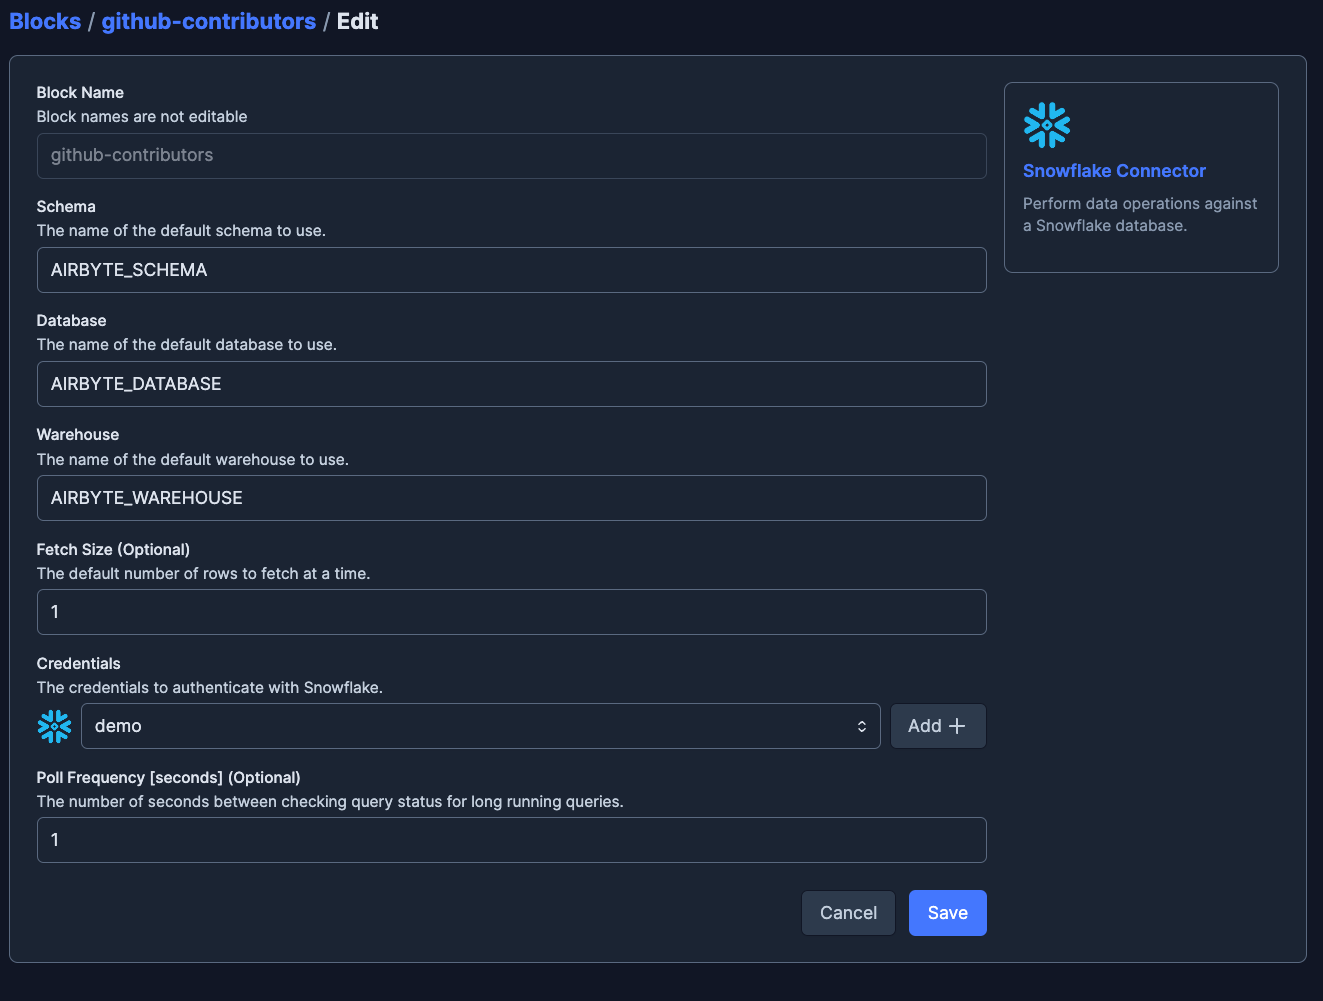 Blocks / github-contributors / Edit
Block Name
Block names are not editable
github-contributors
Schema
The name of the default schema to use.
AIRBYTE_SCHEMA
Database
The name of the default database to use.
AIRBYTE_DATABASE
Warehouse
The name of the default warehouse to use.
AIRBYTE_WAREHOUSE
Fetch Size (Optional)
The default number of rows to fetch at a time.
1
Credentials
The credentials to authenticate with Snowflake.
demo
Add +
Poll Frequency [seconds] (Optional)
The number of seconds between checking query status for long running queries.
1
Cancel
Save
Snowflake Connector
Perform data operations against
a Snowflake database.